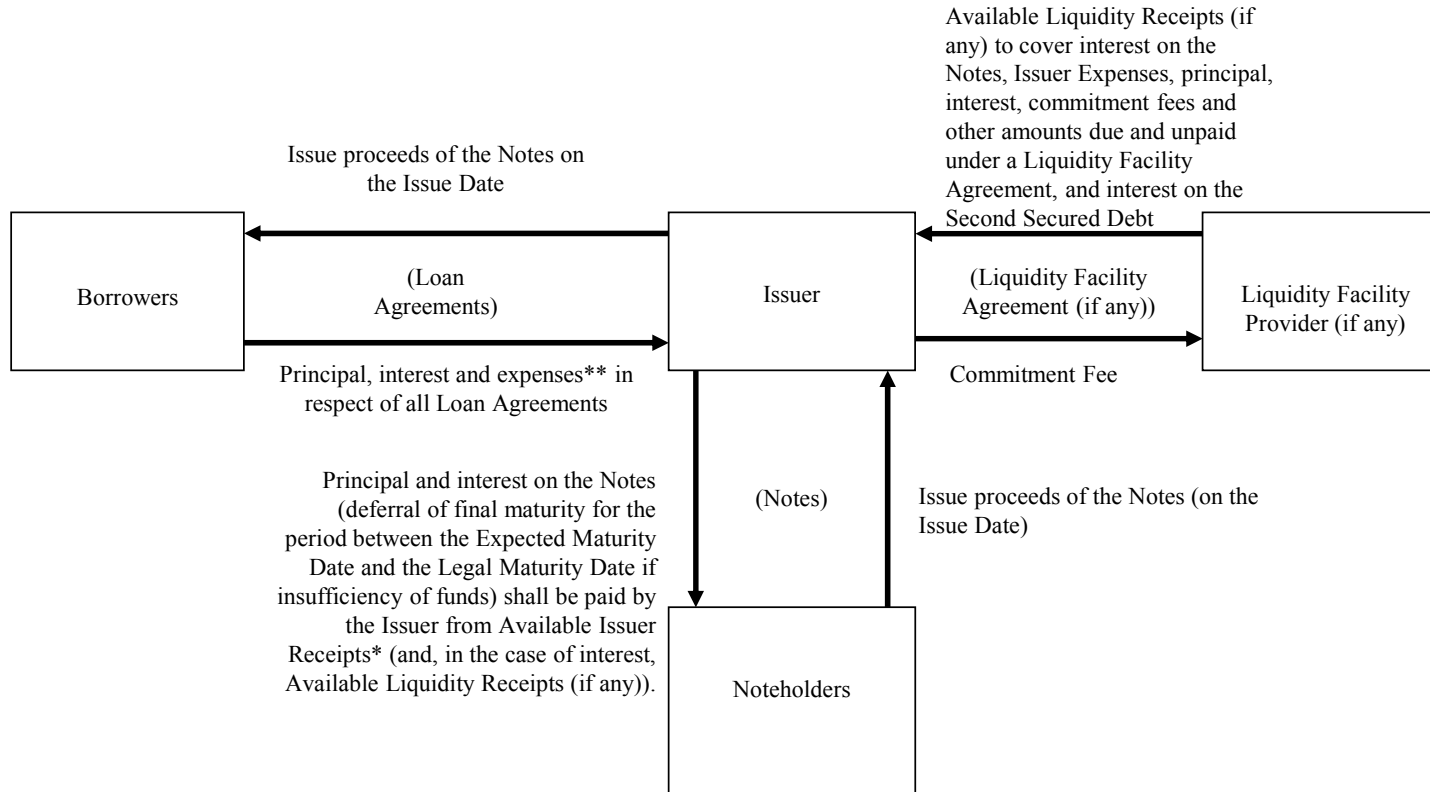 Available Liquidity Receipts (if
any) to cover interest on the
Notes, Issuer Expenses, principal,
interest, commitment fees and
other amounts due and unpaid
under a Liquidity Facility
Agreement, and interest on the
Second Secured Debt
Issue proceeds of the Notes on
the Issue Date
Borrowers
(Loan
Agreements)
Issuer
(Liquidity Facility
Agreement (if any))
Liquidity Facility
Provider (if any)
Principal, interest and expenses** in
respect of all Loan Agreements
Commitment Fee
Principal and interest on the Notes
(deferral of final maturity for the
period between the Expected Maturity
Date and the Legal Maturity Date if
insufficiency of funds) shall be paid by
the Issuer from Available Issuer
Receipts* (and, in the case of interest,
Available Liquidity Receipts (if any)).
(Notes)
Issue proceeds of the Notes (on the
Issue Date)
Noteholders